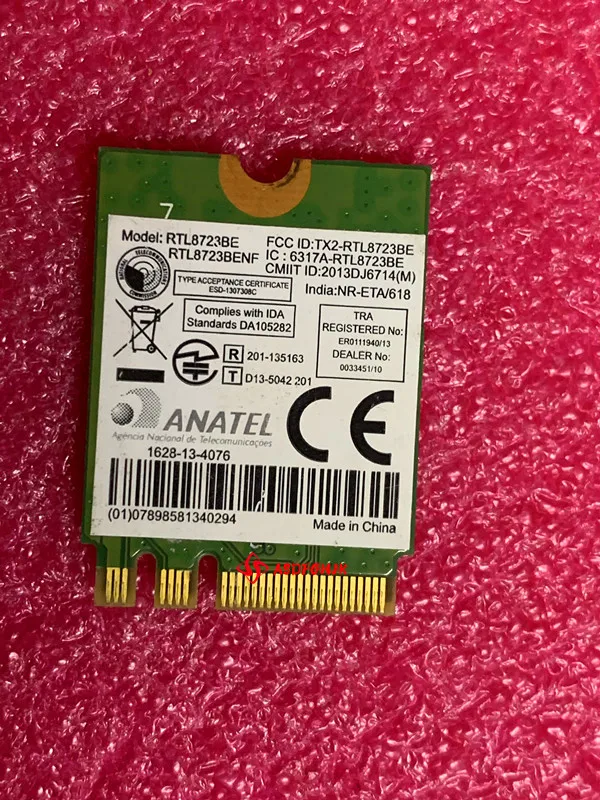 7
Model: RTL8723BE
RTL8723BENF
FCC ID:TX2-RTL8723BE
IC : 6317A-RTL8723BE
CMIIT ID:2013DJ6714(M)
India:NR-ETA/618
TYPE ACCEPTANCE CERTIFICATE
ESD-1307308C
Complies with IDA
Standards DA105282
TRA
REGISTERED No:
ER0111940/13
DEALER No:
0033451/10
R 201-135163
T D13-5042 201
ANATEL
Agência Nacional de Telecomunicações
1628-13-4076
CE
(01)07898581340294
Made in China